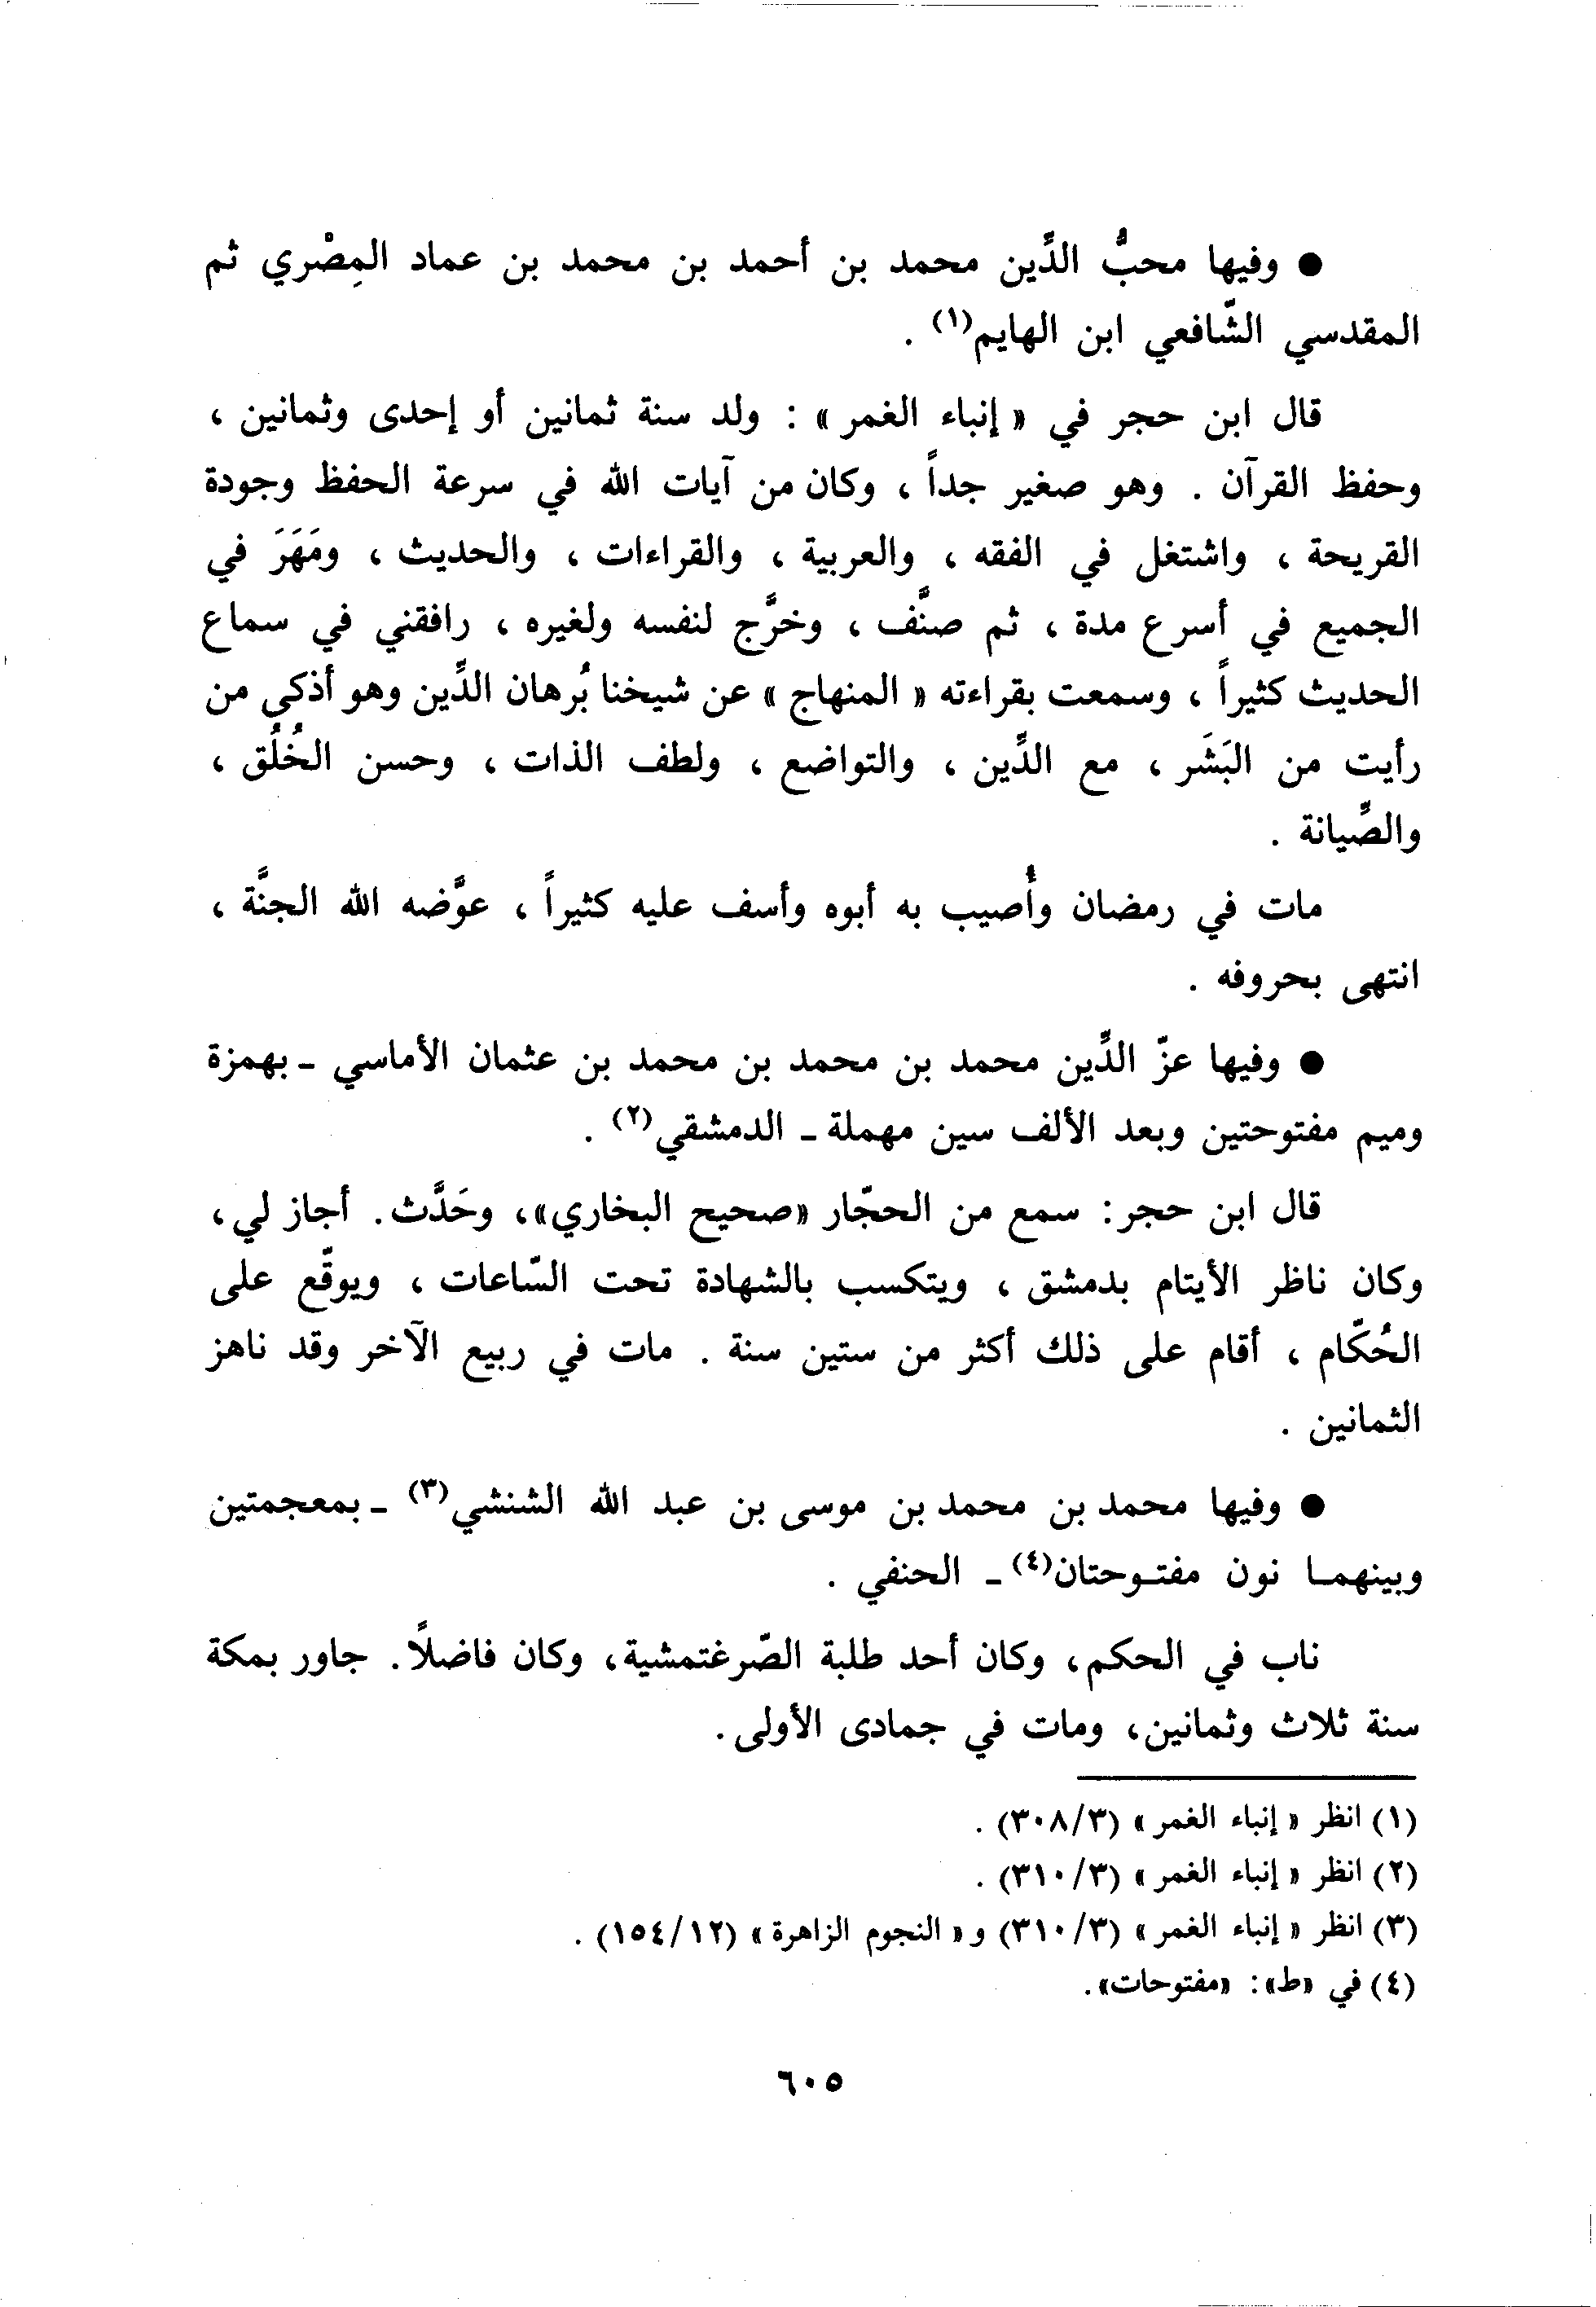 ● وفيها محبُّ الدِّين محمد بن أحمد بن محمد بن عماد المِصْري ثم
المقدسي الشّافعي ابن الهايم(١) .
قال ابن حجر في « إنباء الغمر » : ولد سنة ثمانين أو إحدى وثمانين ،
وحفظ القرآن . وهو صغير جداً ، وكان من آيات الله في سرعة الحفظ وجودة
القريحة ، واشتغل في الفقه ، والعربية ، والقراءات ، والحديث ، ومَهَرَ في
الجميع في أسرع مدة ، ثم صنَّف ، وخرَّج لنفسه ولغيره ، رافقني في سماع
الحديث كثيراً ، وسمعت بقراءته « المنهاج » عن شيخنا بُرهان الدِّين وهو أذكى من
رأيت من البَشَر ، مع الدِّين ، والتواضع ، ولطف الذات ، وحسن الخُلُق ،
والصِّيانة .
مات في رمضان وأُصيب به أبوه وأسف عليه كثيراً ، عوَّضه الله الجنَّة ،
انتهى بحروفه .
● وفيها عزّ الدِّين محمد بن محمد بن محمد بن عثمان الأماسي ـ بهمزة
وميم مفتوحتين وبعد الألف سين مهملة ـ الدمشقي(٢) .
قال ابن حجر: سمع من الحجّار «صحيح البخاري»، وحَدَّث. أجاز لي،
وكان ناظر الأيتام بدمشق ، ويتكسب بالشهادة تحت السّاعات ، ويوقّع على
الحُكّام ، أقام على ذلك أكثر من ستين سنة . مات في ربيع الآخر وقد ناهز
الثمانين .
● وفيها محمد بن محمد بن موسى بن عبد الله الشنشي(٣) ـ بمعجمتين
وبينهما نون مفتوحتان(٤) ـ الحنفي .
ناب في الحكم، وكان أحد طلبة الصّرغتمشية، وكان فاضلًا. جاور بمكة
سنة ثلاث وثمانين، ومات في جمادى الأولى.
(١) انظر « إنباء الغمر » (٣٠٨/٣) .
(٢) انظر « إنباء الغمر » (٣١٠/٣) .
(٣) انظر « إنباء الغمر » (٣١٠/٣) و « النجوم الزاهرة » (١٥٤/١٢) .
(٤) في «ط»: «مفتوحات».
٦٠٥